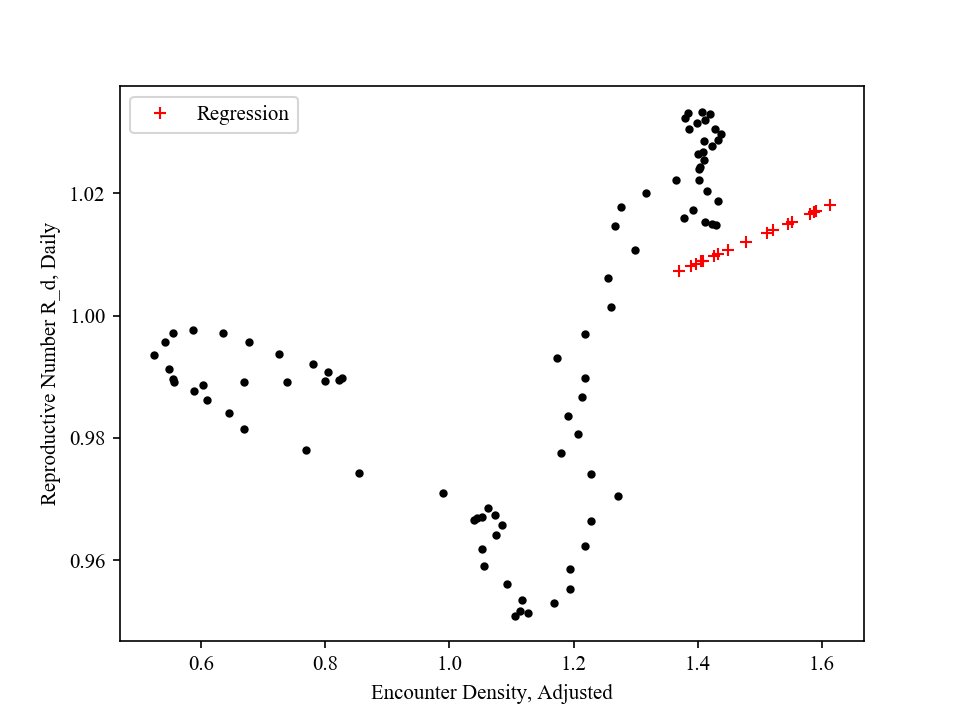 Regression
1.02
1.00
0.98
0.96
Reproductive Number R_d, Daily
0.6 0.8 1.0 1.2 1.4 1.6
Encounter Density, Adjusted